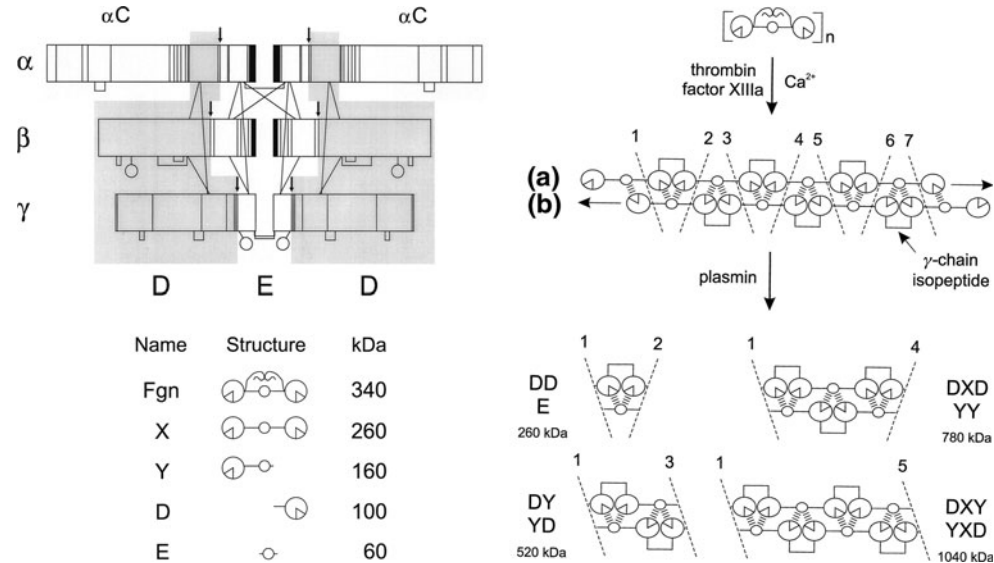 αC αC
α
β
γ
D E D
Name Structure kDa
Fgn 340
X 260
Y 160
D 100
E 60
n
thrombin
factor XIIIa
Ca²⁺
1 2 3 4 5 6 7
(a)
(b)
γ-chain
isopeptide
plasmin
1 2
DD
E
260 kDa
1 4
DXD
YY
780 kDa
1 3
DY
YD
520 kDa
1 5
DXY
YXD
1040 kDa